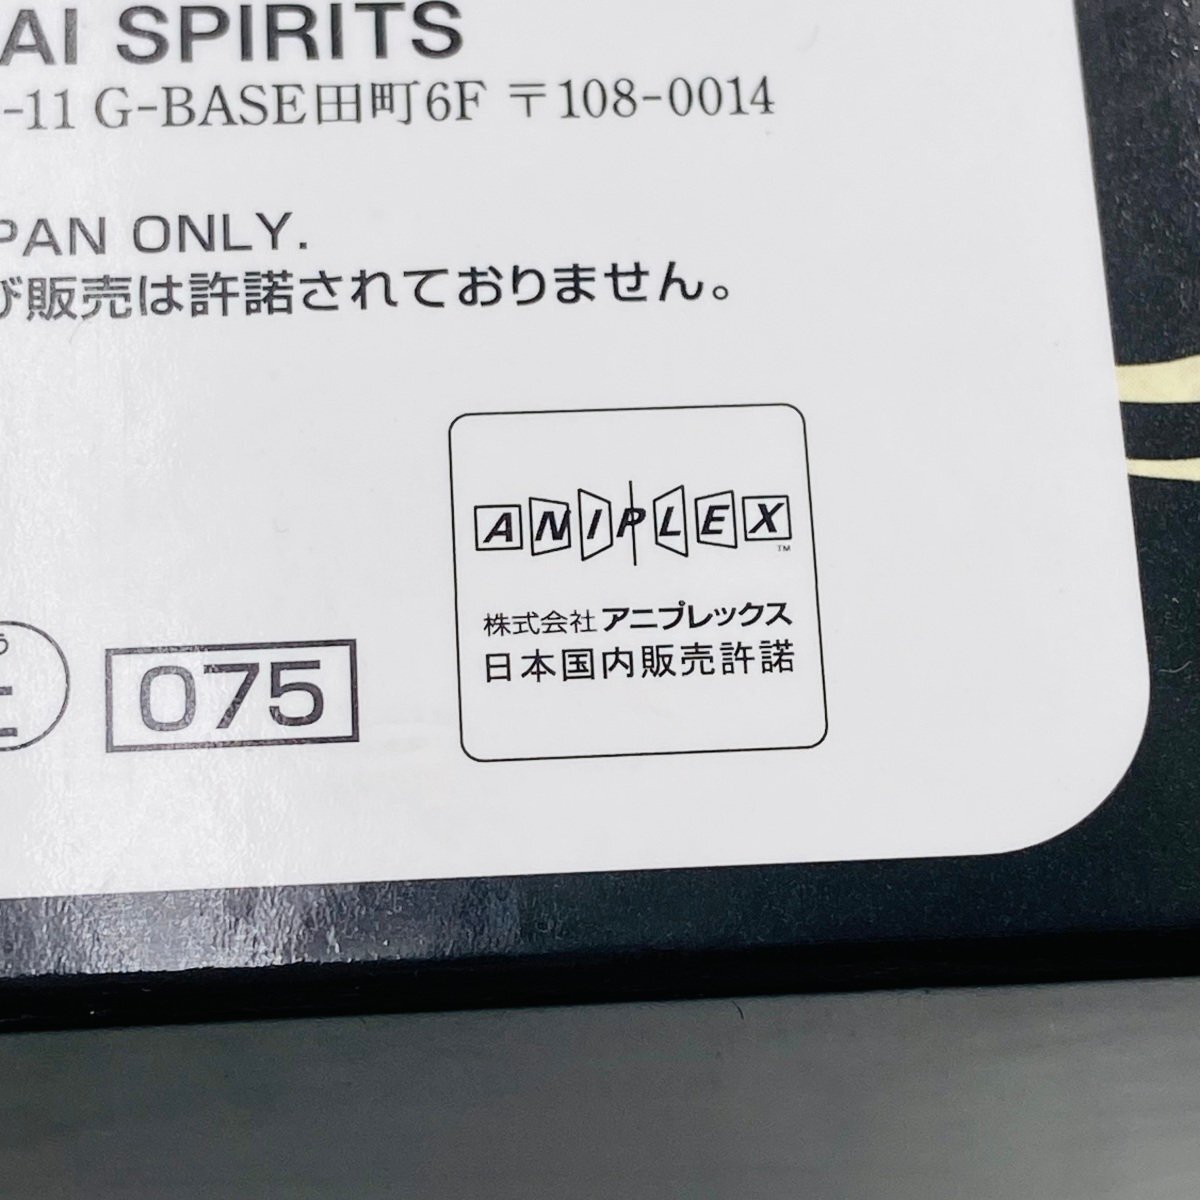 AI SPIRITS
-11 G-BASE田町6F 〒108-0014
PAN ONLY.
び販売は許諾されておりません。
ANIPLEX
TM
株式会社 アニプレックス
日本国内販売許諾
075